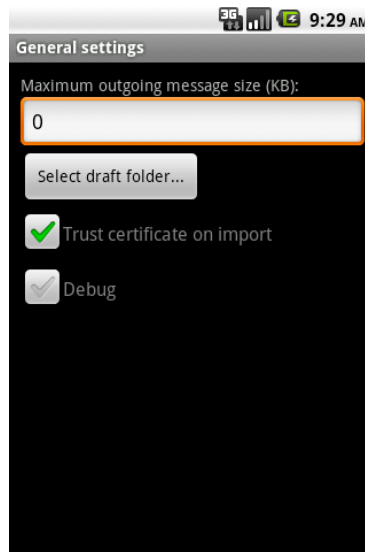 3G 9:29 AM
General settings
Maximum outgoing message size (KB):
0
Select draft folder...
Trust certificate on import
Debug